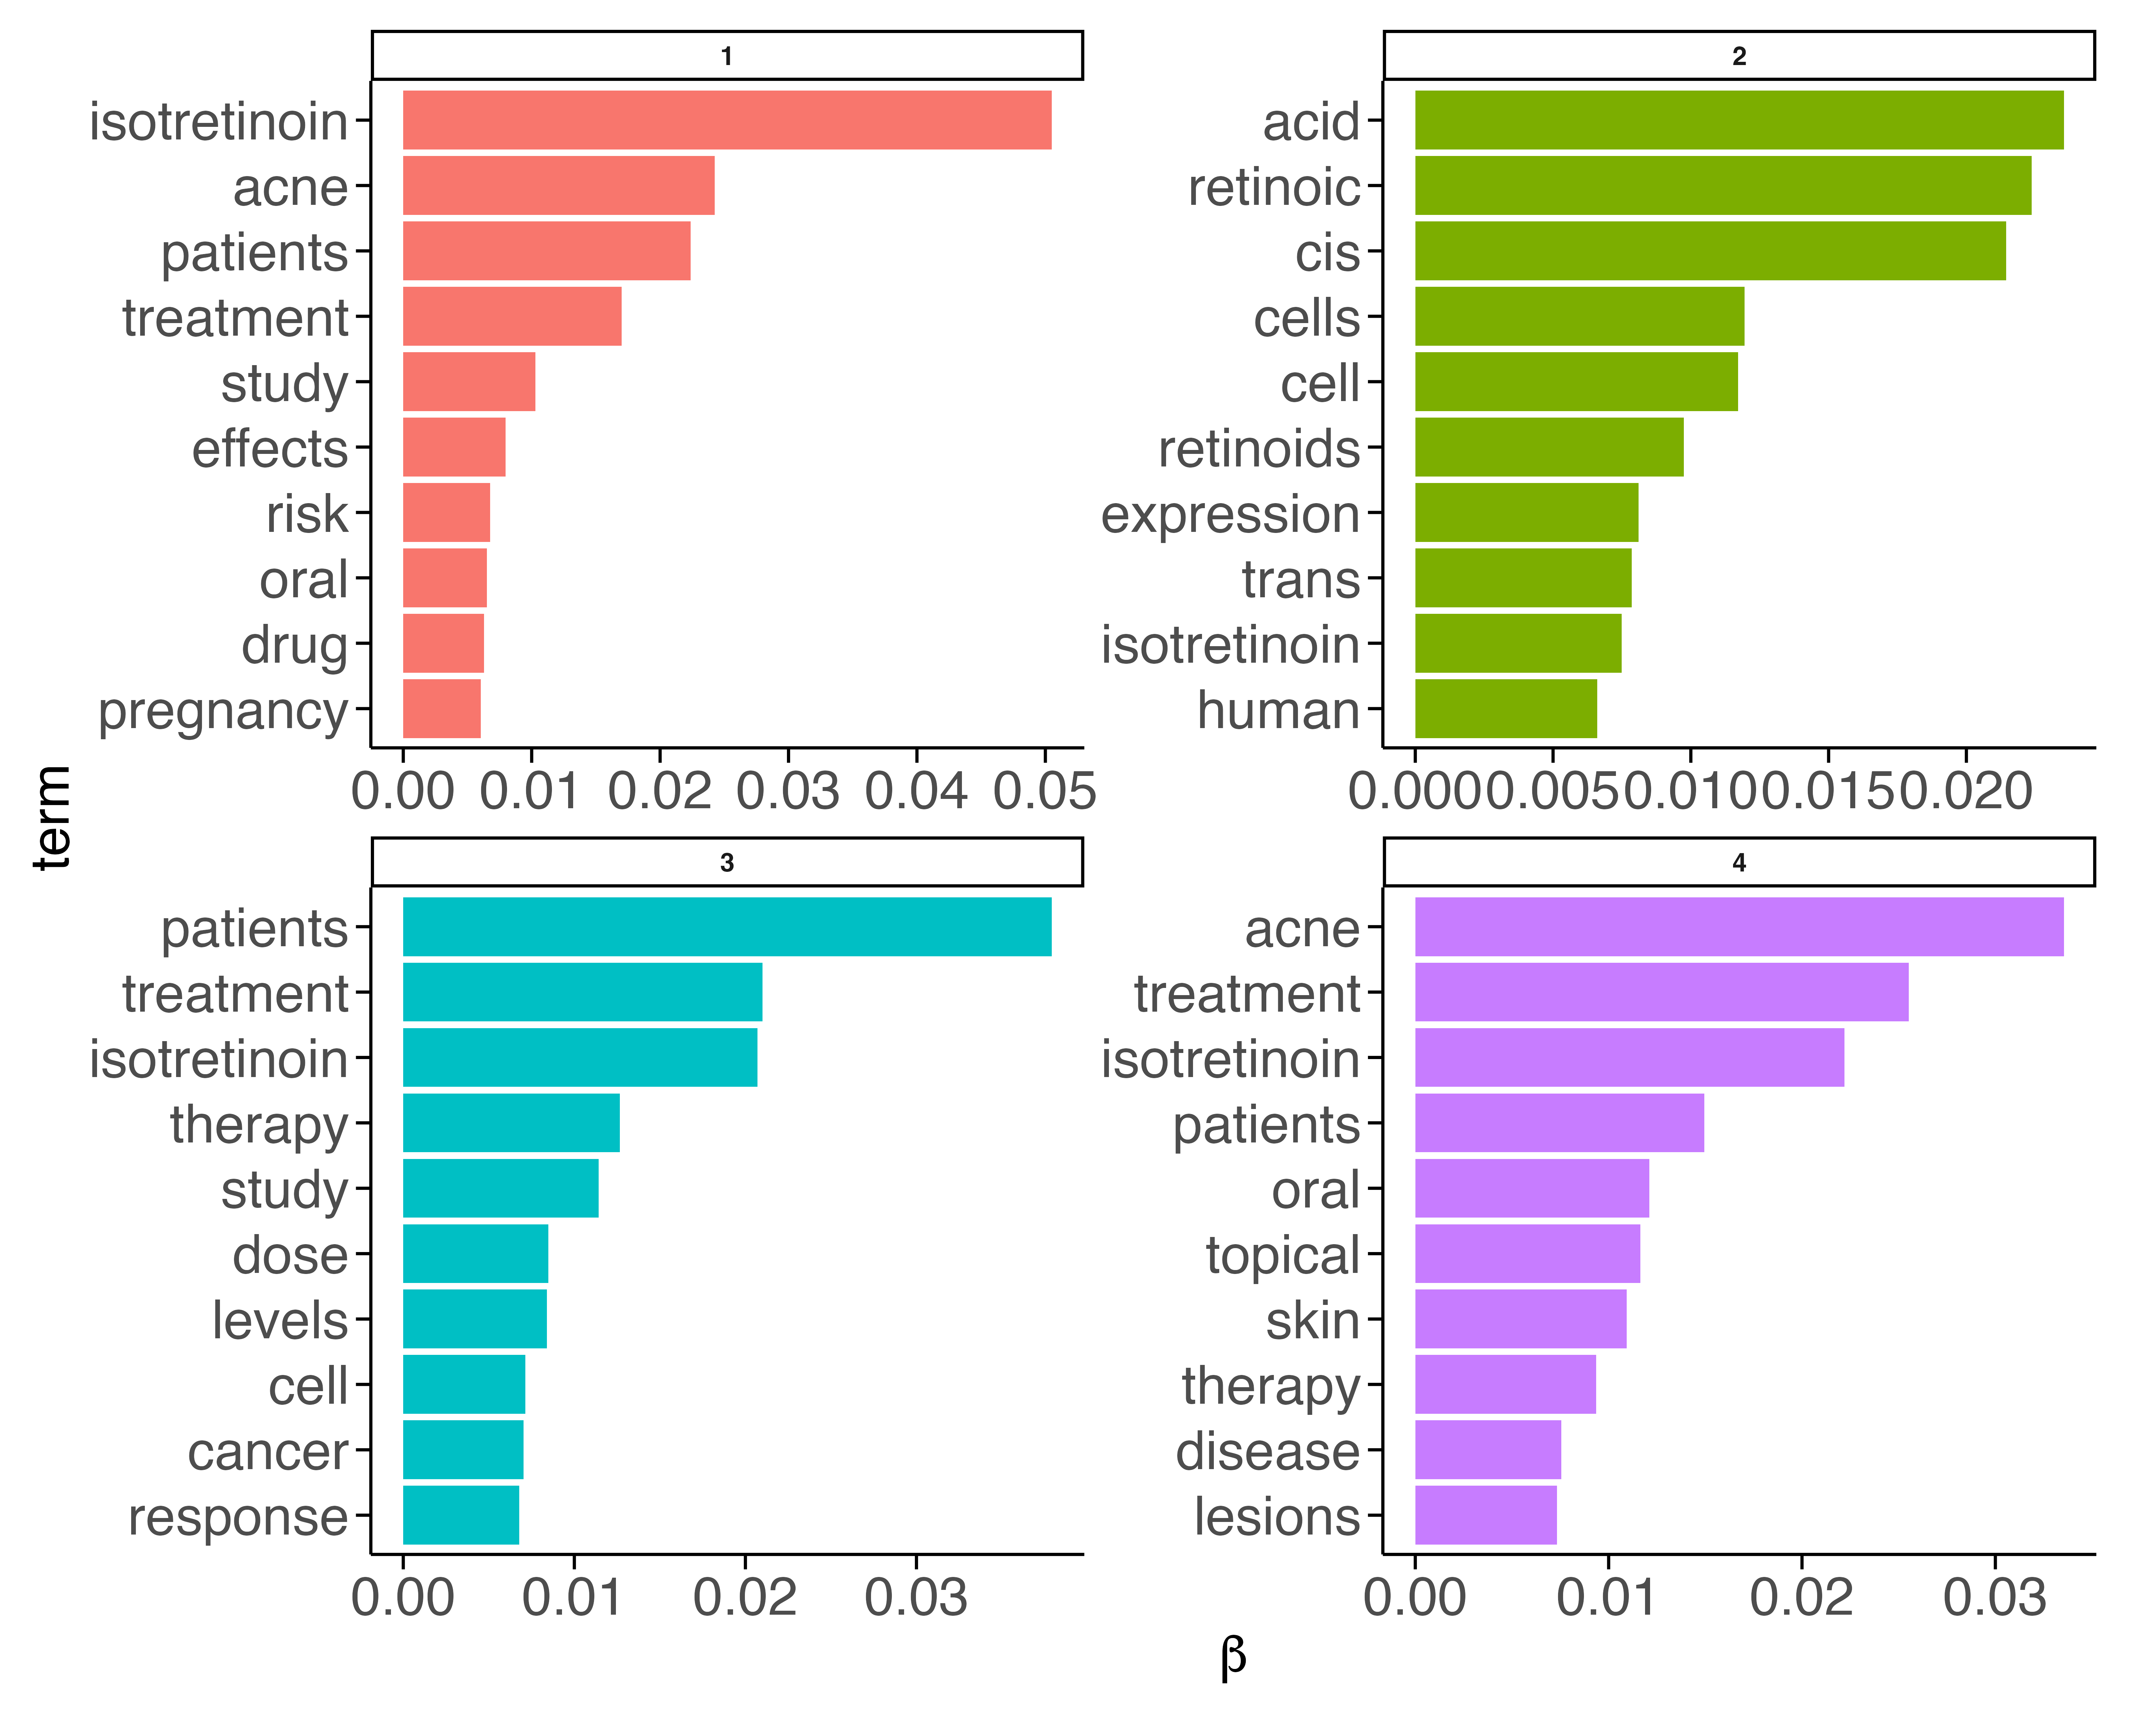 term
1
isotretinoin
acne
patients
treatment
study
effects
risk
oral
drug
pregnancy
0.00 0.01 0.02 0.03 0.04 0.05
2
acid
retinoic
cis
cells
cell
retinoids
expression
trans
isotretinoin
human
0.000 0.005 0.010 0.015 0.020
3
patients
treatment
isotretinoin
therapy
study
dose
levels
cell
cancer
response
0.00 0.01 0.02 0.03
4
acne
treatment
isotretinoin
patients
oral
topical
skin
therapy
disease
lesions
0.00 0.01 0.02 0.03
β